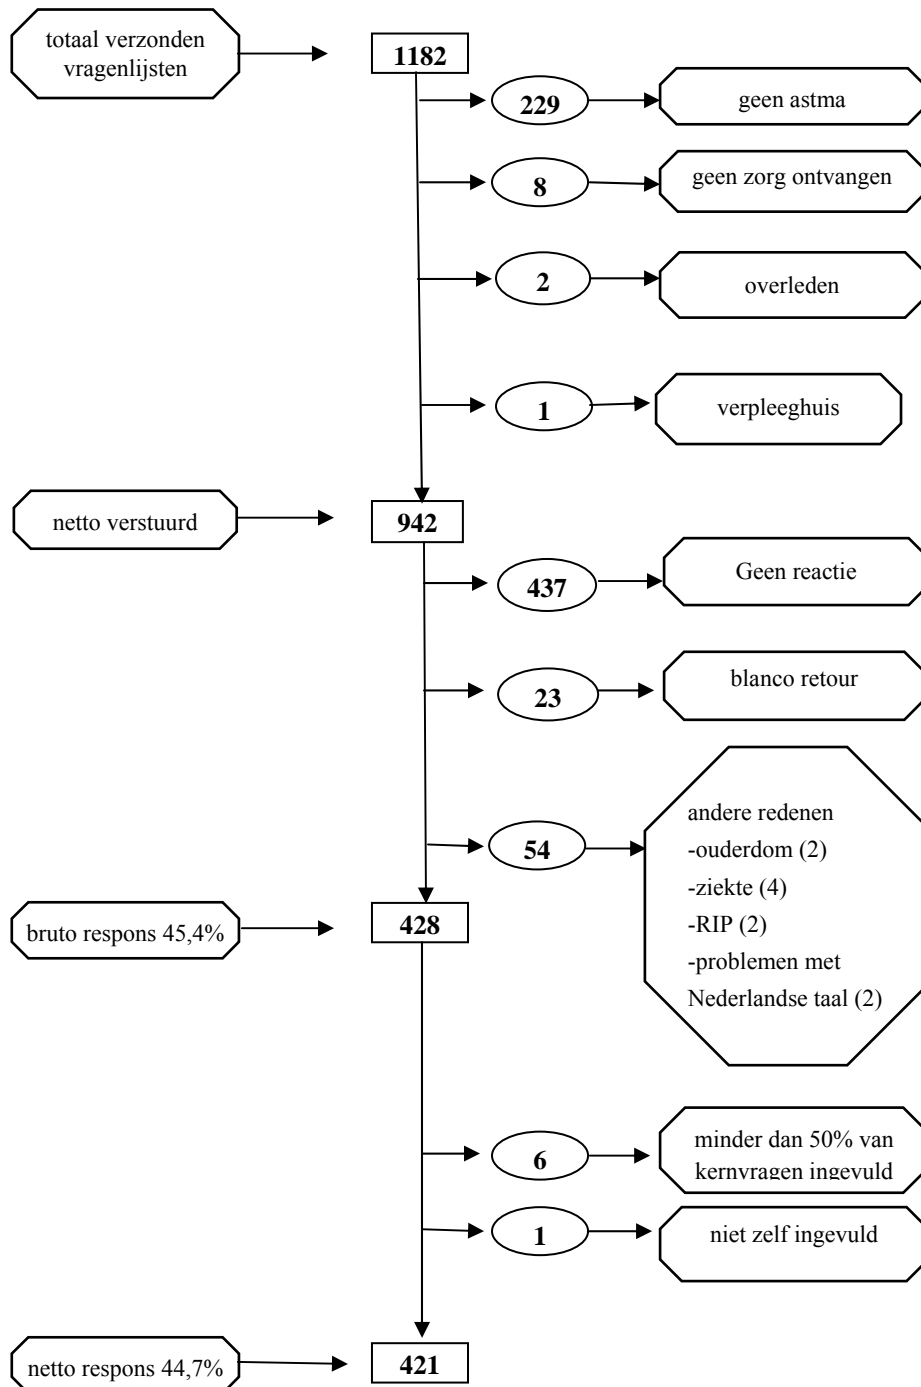 totaal verzonden
vragenlijsten
1182
229
geen astma
8
geen zorg ontvangen
2
overleden
1
verpleeghuis
netto verstuurd
942
437
Geen reactie
23
blanco retour
54
andere redenen
-ouderdom (2)
-ziekte (4)
-RIP (2)
-problemen met
Nederlandse taal (2)
bruto respons 45,4%
428
6
minder dan 50% van
kernvragen ingevuld
1
niet zelf ingevuld
netto respons 44,7%
421